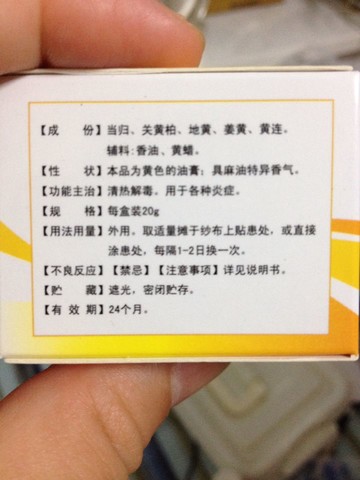 【成　份】当归、关黄柏、地黄、姜黄、黄连。
辅料:香油、黄蜡。
【性　状】本品为黄色的油膏;具麻油特异香气。
【功能主治】清热解毒。用于各种炎症。
【规　格】每盒装20g
【用法用量】外用。取适量摊于纱布上贴患处，或直接
涂患处，每隔1-2日换一次。
【不良反应】【禁忌】【注意事项】详见说明书。
【贮　藏】遮光，密闭贮存。
【有 效 期】24个月。